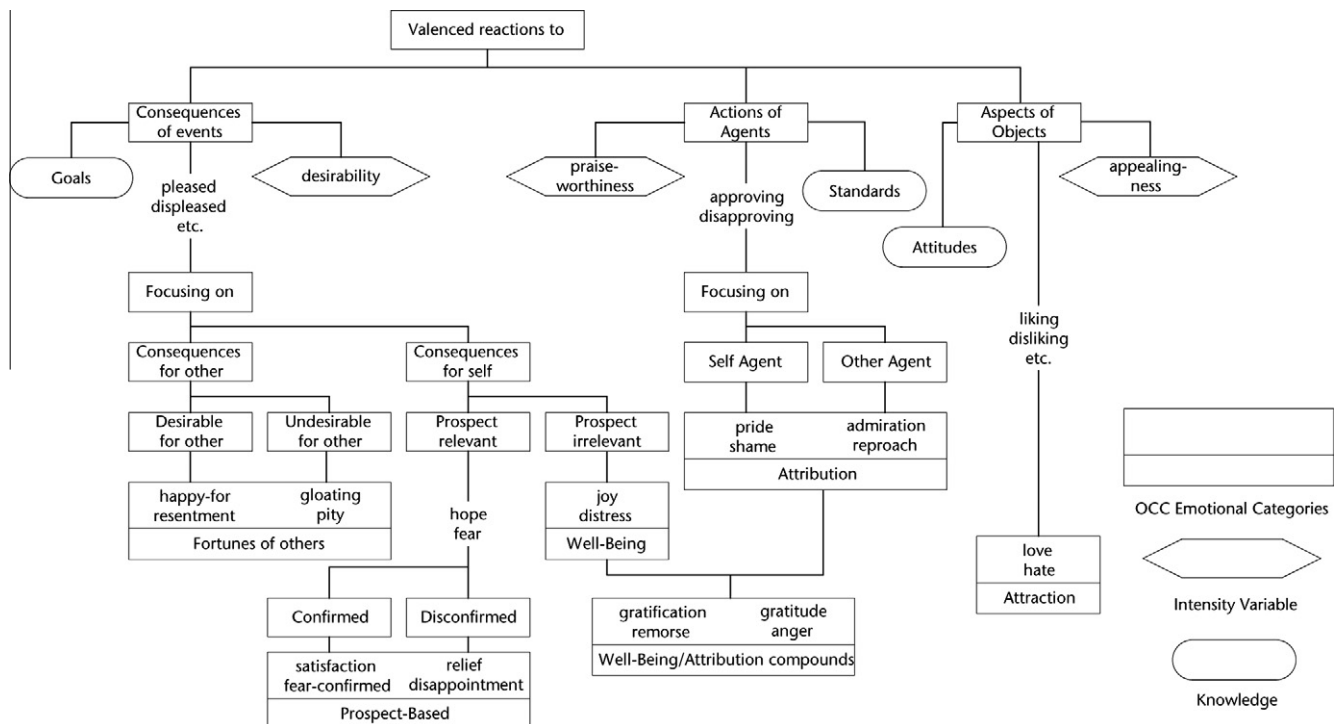 Valenced reactions to
Consequences
of events
Actions of
Agents
Aspects of
Objects
Goals
desirability
praise-
worthiness
Standards
Attitudes
appealing-
ness
pleased
displeased
etc.
approving
disapproving
liking
disliking
etc.
Focusing on
Focusing on
Consequences
for other
Consequences
for self
Self Agent
Other Agent
Desirable
for other
Undesirable
for other
Prospect
relevant
Prospect
irrelevant
pride
shame
admiration
reproach
Attribution
happy-for
resentment
gloating
pity
Fortunes of others
hope
fear
joy
distress
Well-Being
love
hate
Attraction
Confirmed
Disconfirmed
satisfaction
fear-confirmed
relief
disappointment
Prospect-Based
gratification
remorse
gratitude
anger
Well-Being/Attribution compounds
OCC Emotional Categories
Intensity Variable
Knowledge